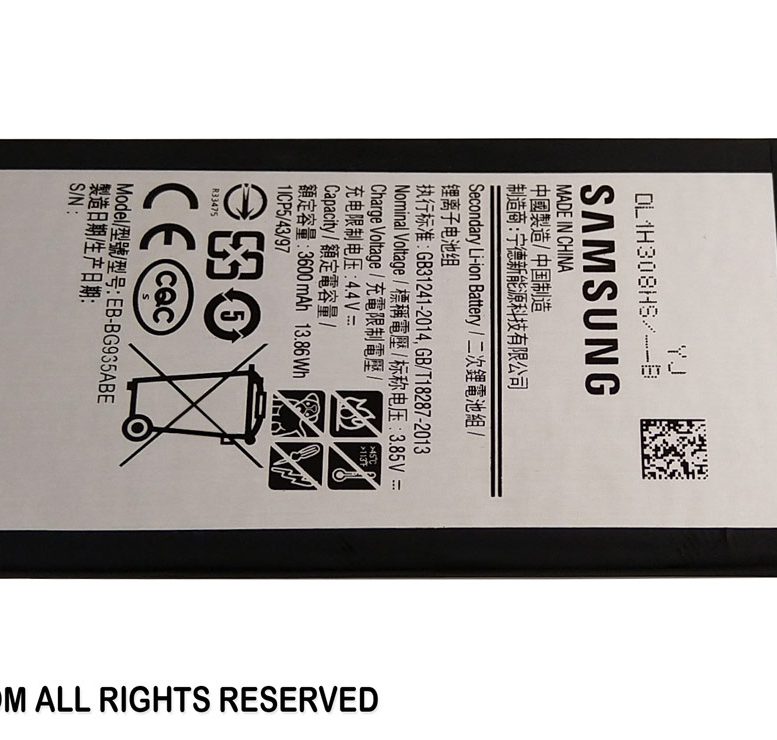 DL1H308HS/--B
YJ
SAMSUNG
MADE IN CHINA
中國製造 / 中国制造
制造商 : 宁德新能源科技有限公司
Secondary Li-ion Battery / 二次鋰電池組 /
锂离子电池组
执行标准 : GB31241-2014, GB/T18287-2013
Nominal Voltage / 標稱電壓 / 标称电压 : 3.85V ⎓
Charge Voltage / 充電限制電壓 /
充电限制电压 : 4.4V ⎓
Capacity / 額定電容量 /
额定容量 : 3600mAh 13.86Wh
1ICP5/43/97
>45°C
>113°F
R33475
5
CE
CQC
S
Model/型號/型号: EB-BG935ABE
製造日期/生产日期:
S/N :
OM ALL RIGHTS RESERVED